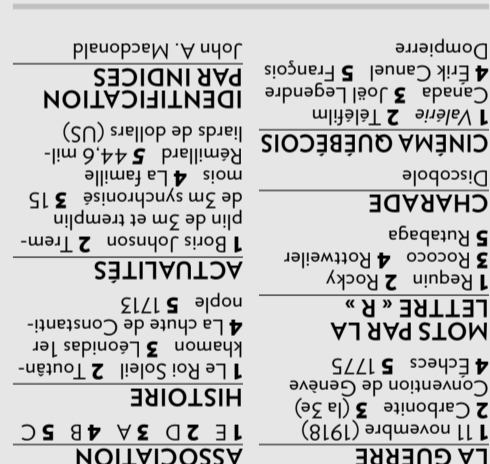 LA GUERRE
1 11 novembre (1918)
2 Carbonite 3 (la 3e)
Convention de Genève
4 Échecs 5 1775
MOTS PAR LA
LETTRE « R »
1 Requin 2 Rocky
3 Rococo 4 Rottweiler
5 Rutabaga
CHARADE
Discobole
CINÉMA QUÉBÉCOIS
1 Valérie 2 Téléfilm
Canada 3 Joël Legendre
4 Érik Canuel 5 François
Dompierre
ASSOCIATION
1 E 2 D 3 A 4 B 5 C
HISTOIRE
1 Le Roi Soleil 2 Toutân-
khamon 3 Léonidas 1er
4 La chute de Constanti-
nople 5 1713
ACTUALITÉS
1 Boris Johnson 2 Trem-
plin de 3m et tremplin
de 3m synchronisé 3 15
mois 4 La famille
Rémillard 5 44,6 mil-
liards de dollars (US)
IDENTIFICATION
PAR INDICES
John A. Macdonald